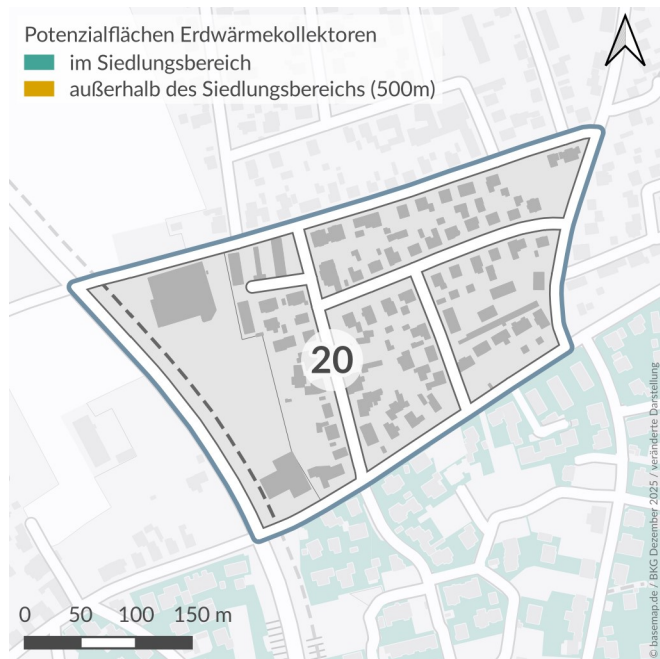 Potenzialflächen Erdwärmekollektoren
im Siedlungsbereich
außerhalb des Siedlungsbereichs (500m)
20
0 50 100 150 m
© basemap.de / BKG Dezember 2025 / veränderte Darstellung